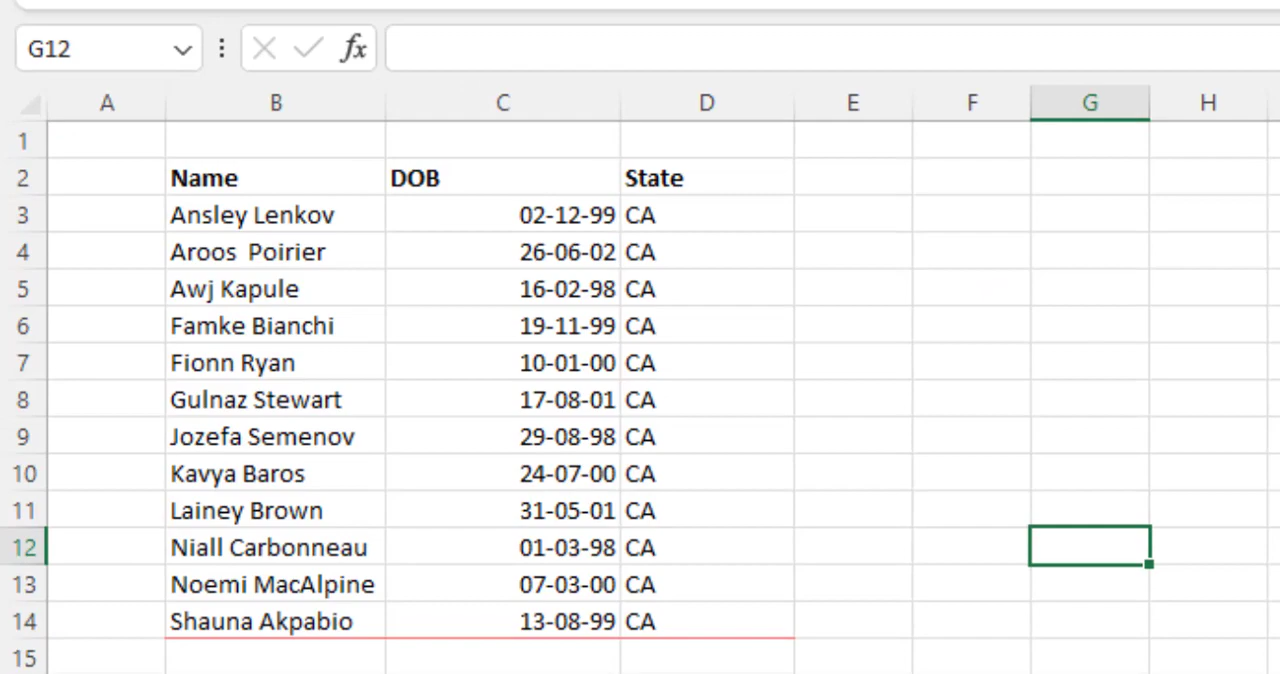 G12 fx
A B C D E F G H
1
2 Name DOB State
3 Ansley Lenkov 02-12-99 CA
4 Aroos  Poirier 26-06-02 CA
5 Awj Kapule 16-02-98 CA
6 Famke Bianchi 19-11-99 CA
7 Fionn Ryan 10-01-00 CA
8 Gulnaz Stewart 17-08-01 CA
9 Jozefa Semenov 29-08-98 CA
10 Kavya Baros 24-07-00 CA
11 Lainey Brown 31-05-01 CA
12 Niall Carbonneau 01-03-98 CA
13 Noemi MacAlpine 07-03-00 CA
14 Shauna Akpabio 13-08-99 CA
15